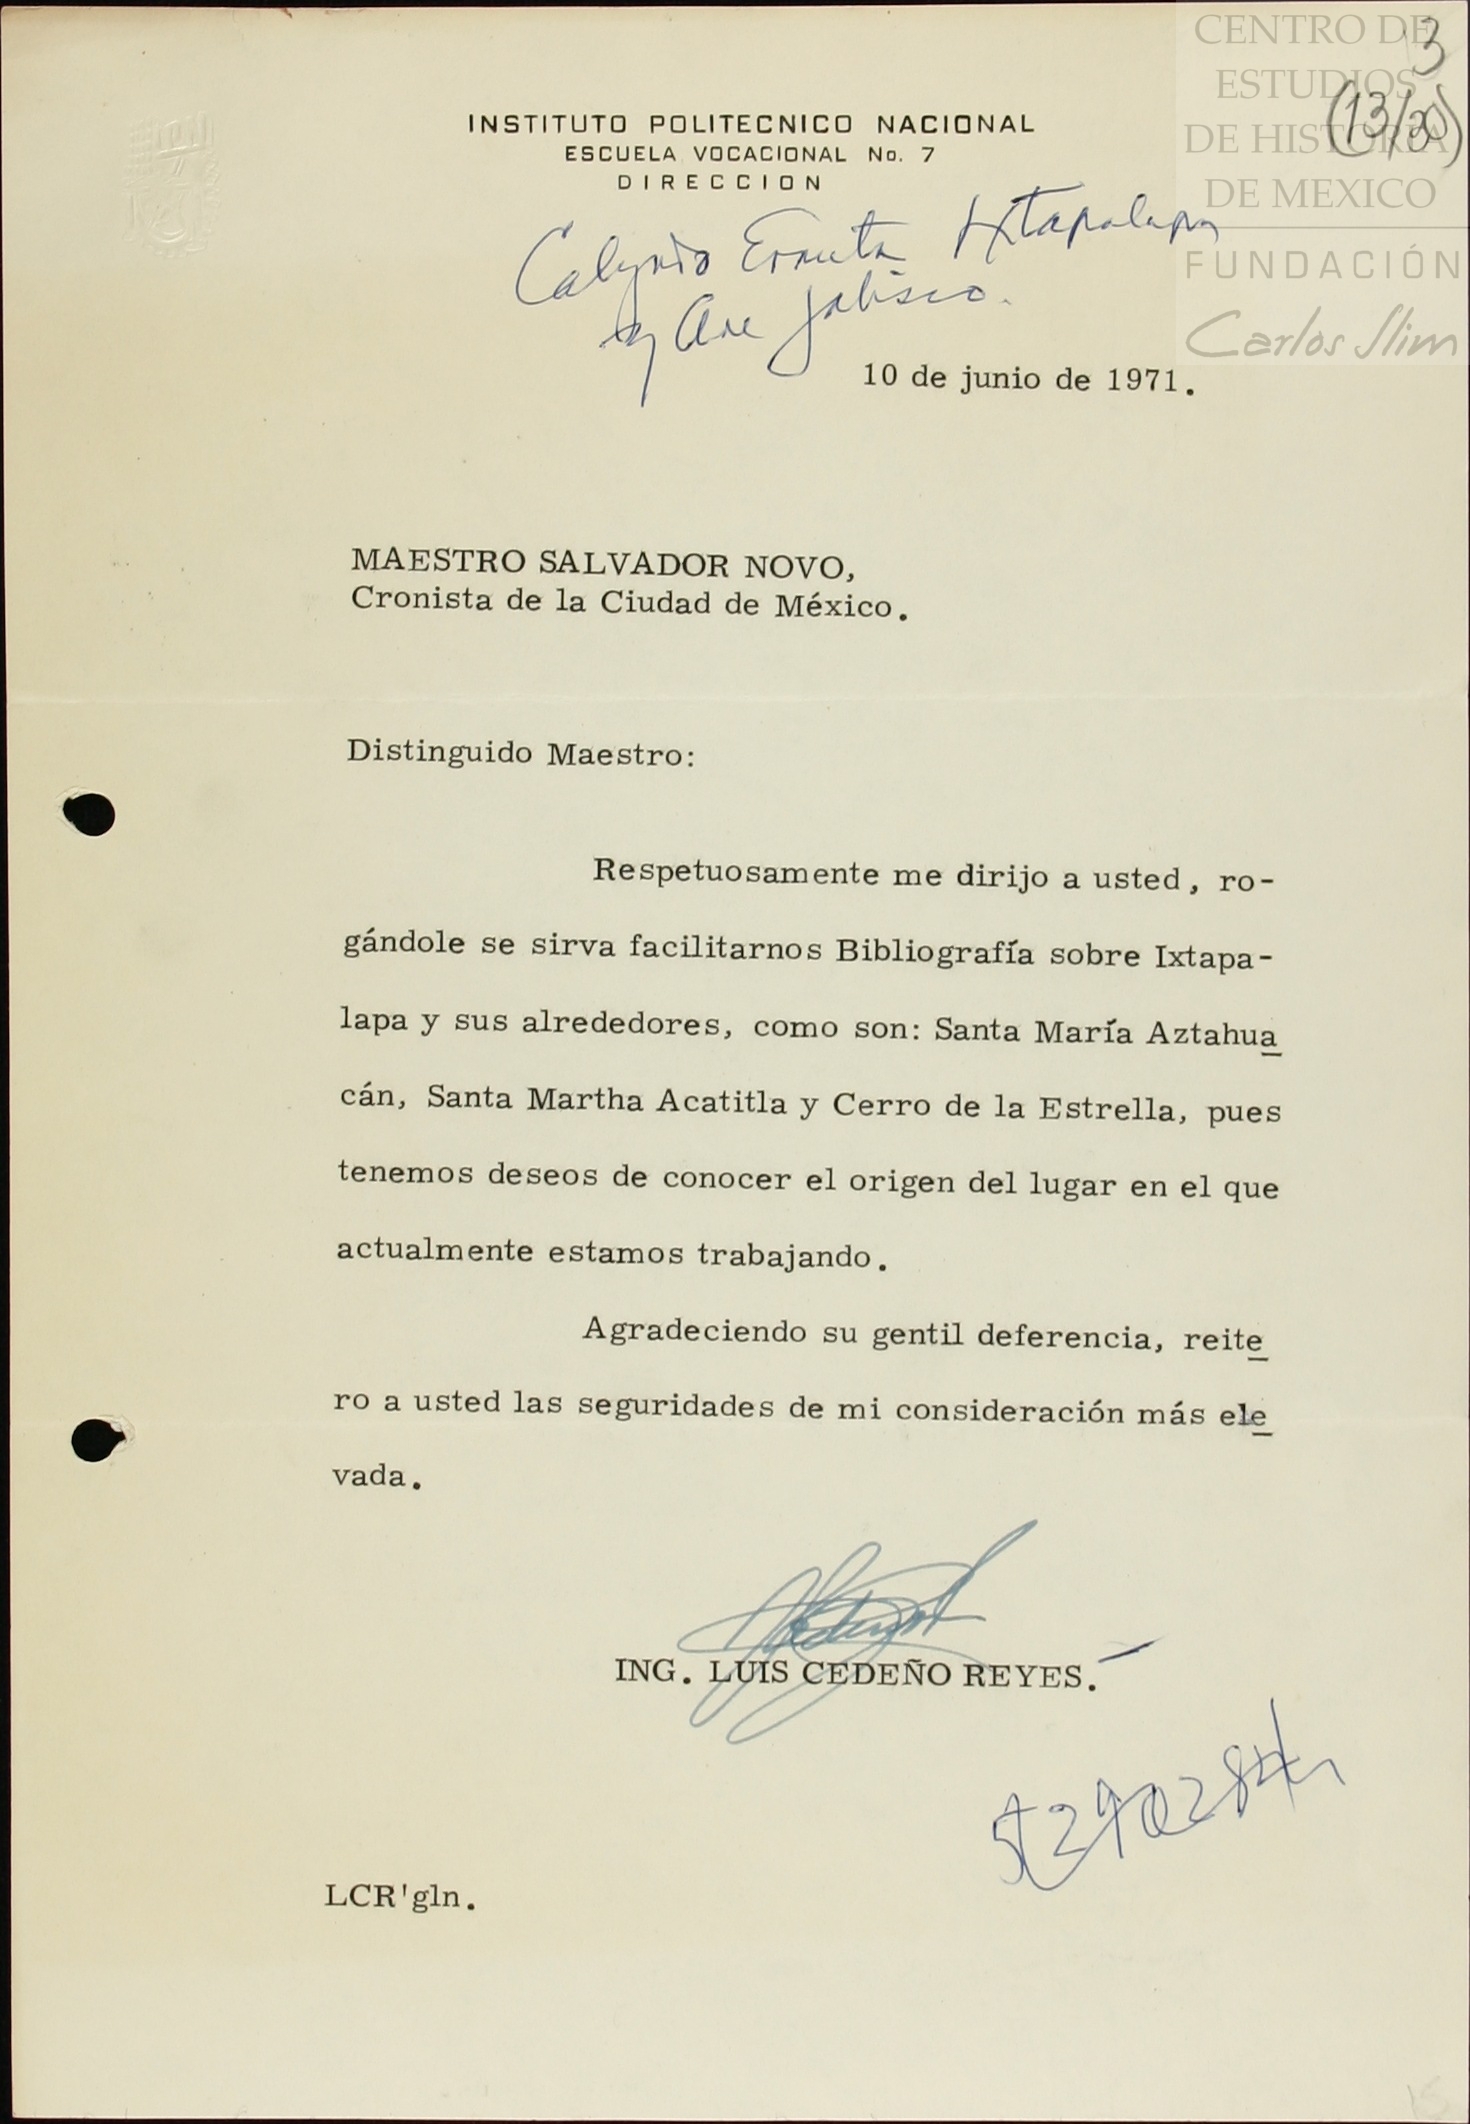 CENTRO DE
ESTUDIOS
DE HISTORIA
DE MEXICO
FUNDACIÓN
Carlos Slim
3
(13/20)
INSTITUTO POLITECNICO NACIONAL
ESCUELA VOCACIONAL No. 7
DIRECCION
Ermita Ixtapalapa
y Ave Jalisco.
10 de junio de 1971.
MAESTRO SALVADOR NOVO,
Cronista de la Ciudad de México.
Distinguido Maestro:
Respetuosamente me dirijo a usted, ro-
gándole se sirva facilitarnos Bibliografía sobre Ixtapa-
lapa y sus alrededores, como son: Santa María Aztahua
cán, Santa Martha Acatitla y Cerro de la Estrella, pues
tenemos deseos de conocer el origen del lugar en el que
actualmente estamos trabajando.
Agradeciendo su gentil deferencia, reite
ro a usted las seguridades de mi consideración más ele
vada.
ING. LUIS CEDEÑO REYES.
LCR'gln.